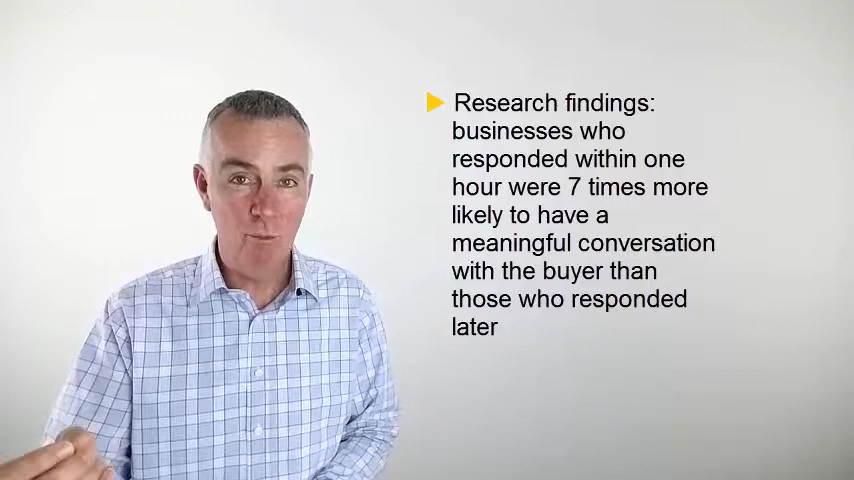 Research findings:
businesses who
responded within one
hour were 7 times more
likely to have a
meaningful conversation
with the buyer than
those who responded
later